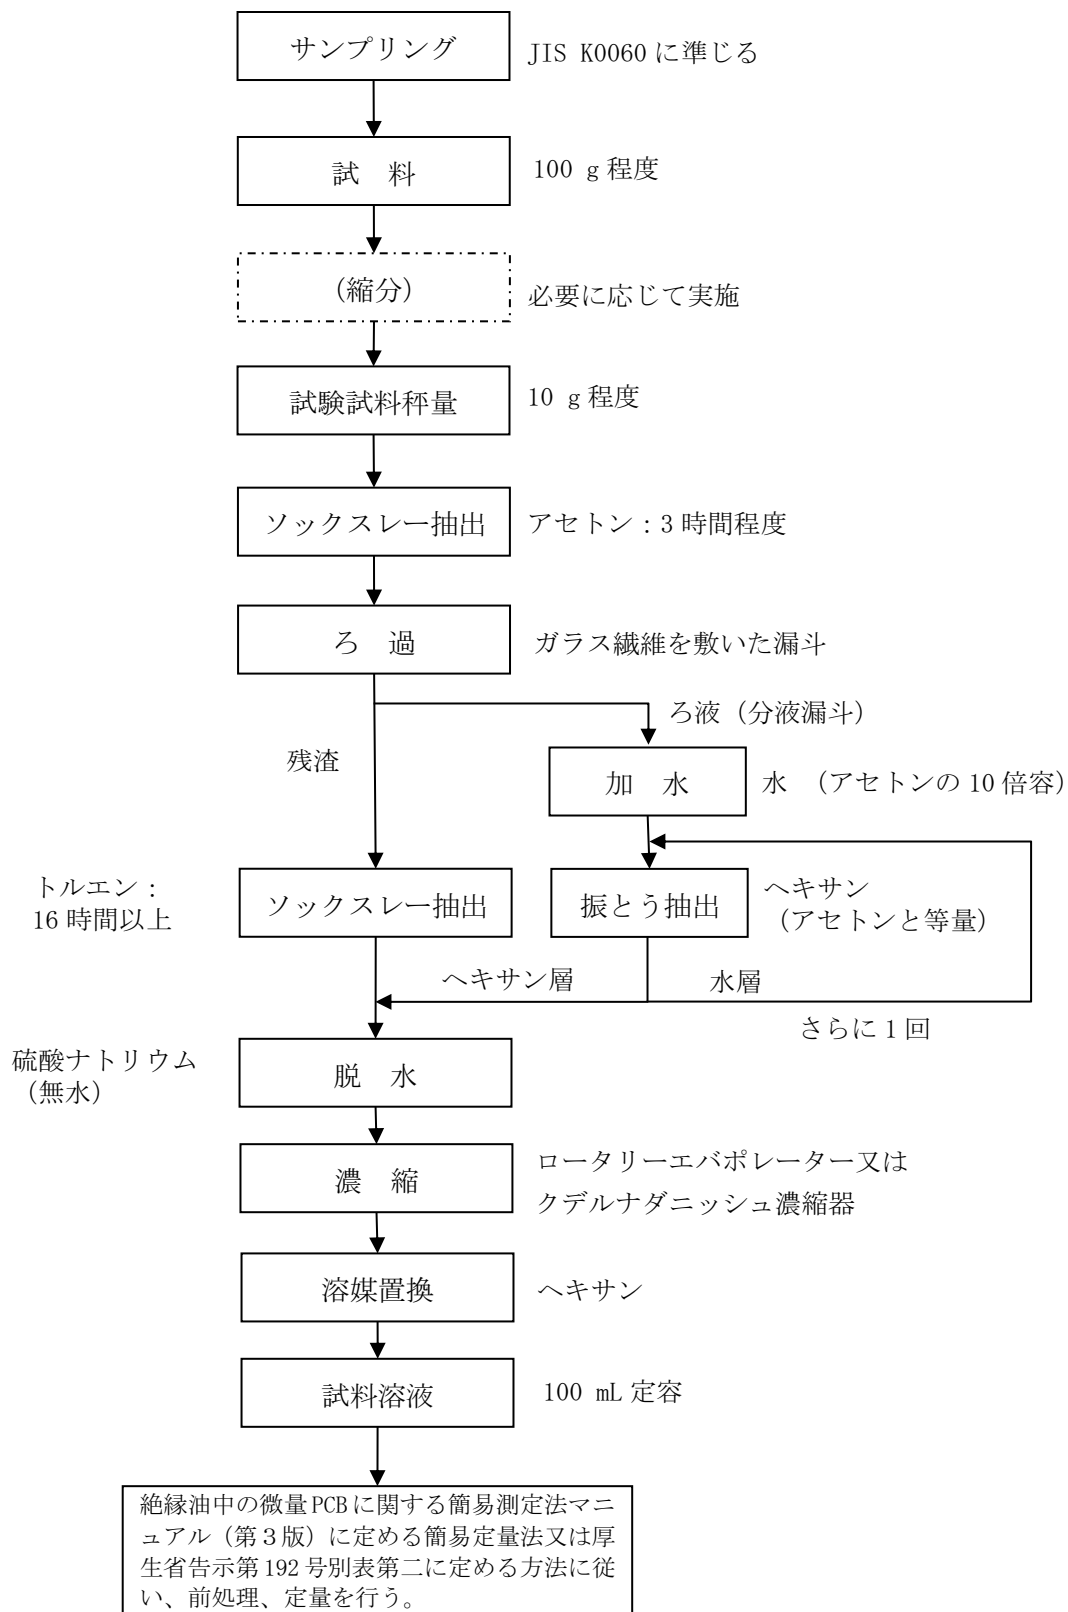 サンプリング
JIS K0060 に準じる
試　料
100 g 程度
(縮分)
必要に応じて実施
試験試料秤量
10 g 程度
ソックスレー抽出
アセトン：3 時間程度
ろ　過
ガラス繊維を敷いた漏斗
ろ液（分液漏斗）
残渣
加　水
水　（アセトンの 10 倍容）
トルエン：
16 時間以上
ソックスレー抽出
振とう抽出
ヘキサン
（アセトンと等量）
ヘキサン層
水層
さらに 1 回
硫酸ナトリウム
（無水）
脱　水
濃　縮
ロータリーエバポレーター又は
クデルナダニッシュ濃縮器
溶媒置換
ヘキサン
試料溶液
100 mL 定容
絶縁油中の微量 PCB に関する簡易測定法マニ
ュアル（第３版）に定める簡易定量法又は厚
生省告示第 192 号別表第二に定める方法に従
い、前処理、定量を行う。